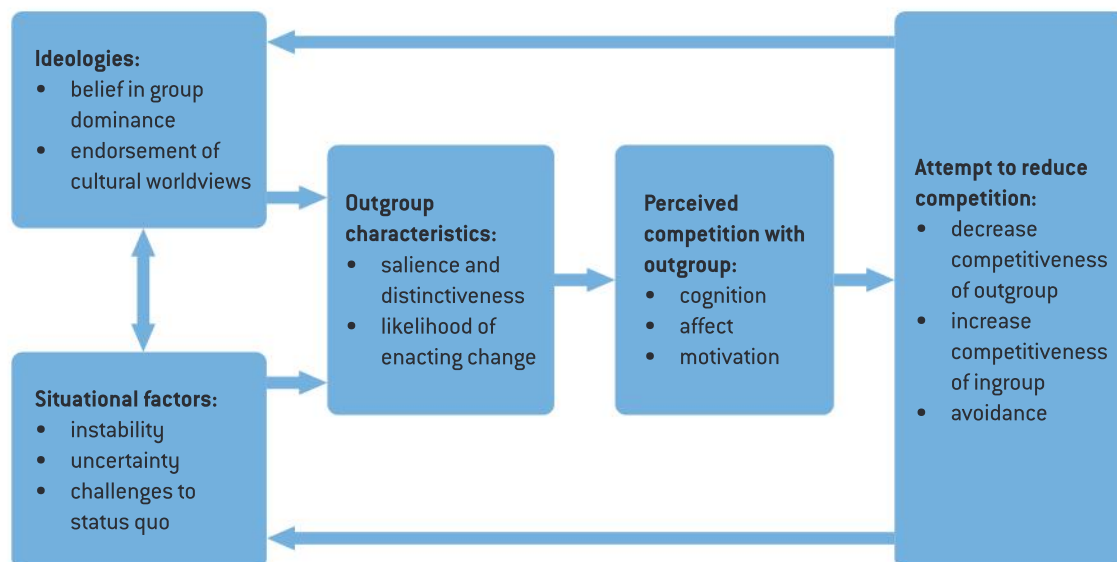 Ideologies:
• belief in group
dominance
• endorsement of
cultural worldviews
Situational factors:
• instability
• uncertainty
• challenges to
status quo
Outgroup
characteristics:
• salience and
distinctiveness
• likelihood of
enacting change
Perceived
competition with
outgroup:
• cognition
• affect
• motivation
Attempt to reduce
competition:
• decrease
competitiveness
of outgroup
• increase
competitiveness
of ingroup
• avoidance